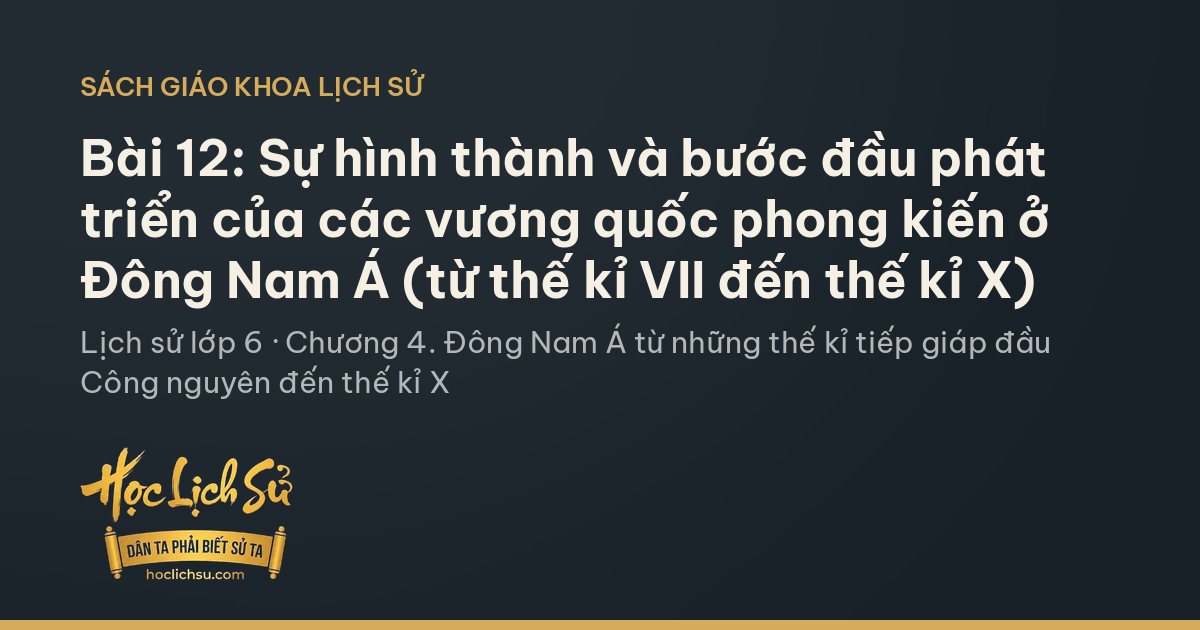 SÁCH GIÁO KHOA LỊCH SỬ
Bài 12: Sự hình thành và bước đầu phát
triển của các vương quốc phong kiến ở
Đông Nam Á (từ thế kỉ VII đến thế kỉ X)
Lịch sử lớp 6 · Chương 4. Đông Nam Á từ những thế kỉ tiếp giáp đầu
Công nguyên đến thế kỉ X
Học Lịch Sử
DÂN TA PHẢI BIẾT SỬ TA
hoclichsu.com